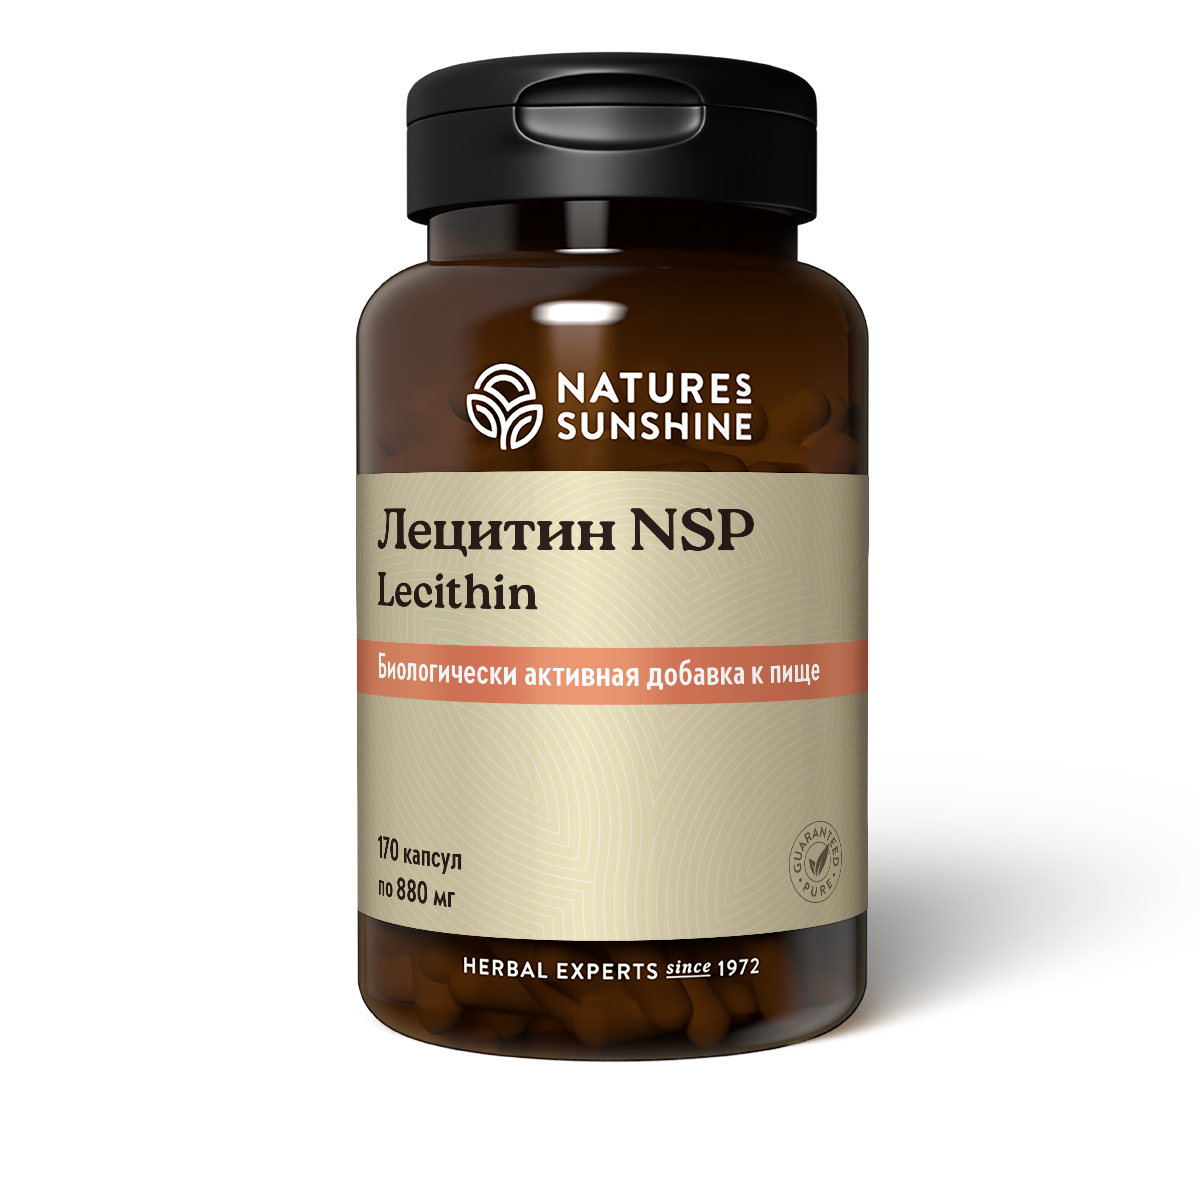 NATURES
SUNSHINE
Лецитин NSP
Lecithin
Биологически активная добавка к пище
170 капсул
по 880 мг
GUARANTEED
• PURE •
HERBAL EXPERTS since 1972